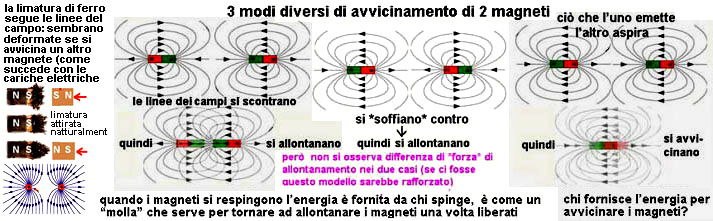 la limatura di ferro
segue le linee del
campo: sembrano
deformate se si
avvicina un altro
magnete (come
succede con le
cariche elettriche
N S S N
limatura
attirata
natturalment
N S
N S
3 modi diversi di avvicinamento di 2 magneti
le linee dei campi si scontrano
quindi si allontanano
si *soffiano* contro
quindi si allontanano
però non si osserva differenza di "forza" di
allontanamento nei due casi (se ci fosse
questo modello sarebbe rafforzato)
ciò che l'uno emette
l'altro aspira
quindi
si avvi-
cinano
quando i magneti si respingono l'energia è fornita da chi spinge, è come un
"molla" che serve per tornare ad allontanare i magneti una volta liberati
chi fornisce l'energia per
avvicinare i magneti?